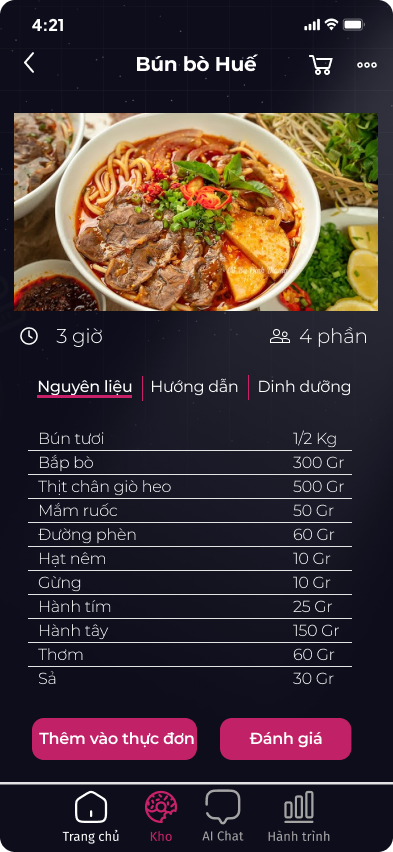 4:21
Bún bò Huế
3 giờ
4 phần
Nguyên liệu
Hướng dẫn
Dinh dưỡng
Bún tươi 1/2 Kg
Bắp bò 300 Gr
Thịt chân giò heo 500 Gr
Mắm ruốc 50 Gr
Đường phèn 60 Gr
Hạt nêm 10 Gr
Gừng 10 Gr
Hành tím 25 Gr
Hành tây 150 Gr
Thơm 60 Gr
Sả 30 Gr
Thêm vào thực đơn
Đánh giá
Trang chủ
Kho
AI Chat
Hành trình